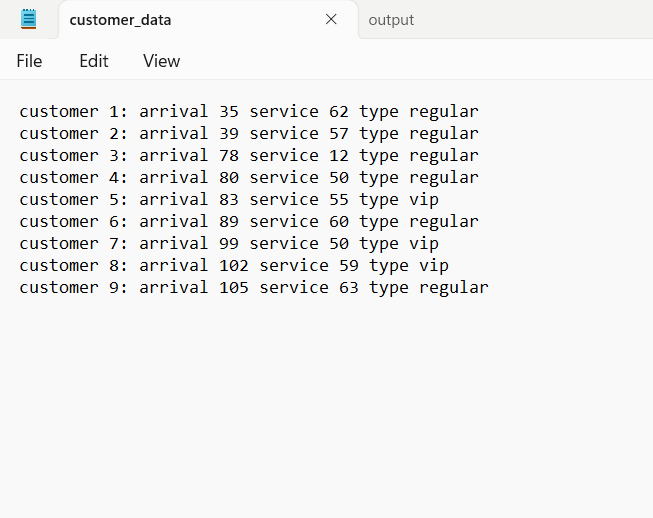 customer_data
output
File Edit View
customer 1: arrival 35 service 62 type regular
customer 2: arrival 39 service 57 type regular
customer 3: arrival 78 service 12 type regular
customer 4: arrival 80 service 50 type regular
customer 5: arrival 83 service 55 type vip
customer 6: arrival 89 service 60 type regular
customer 7: arrival 99 service 50 type vip
customer 8: arrival 102 service 59 type vip
customer 9: arrival 105 service 63 type regular